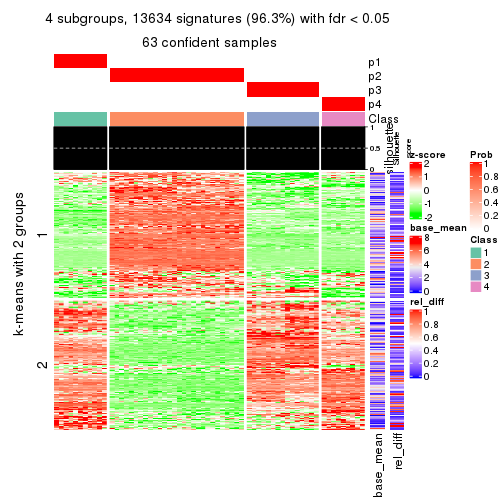 4 subgroups, 13634 signatures (96.3%) with fdr < 0.05
63 confident samples
p1
p2
p3
p4
Class
1
0.5
0
silhouette
Silhouette
score
k-means with 2 groups
1
2
base_mean
rel_diff
z-score
2
1
0
-1
-2
base_mean
8
6
4
2
0
rel_diff
1
0.8
0.6
0.4
0.2
0
Prob
1
0.8
0.6
0.4
0.2
0
Class
1
2
3
4